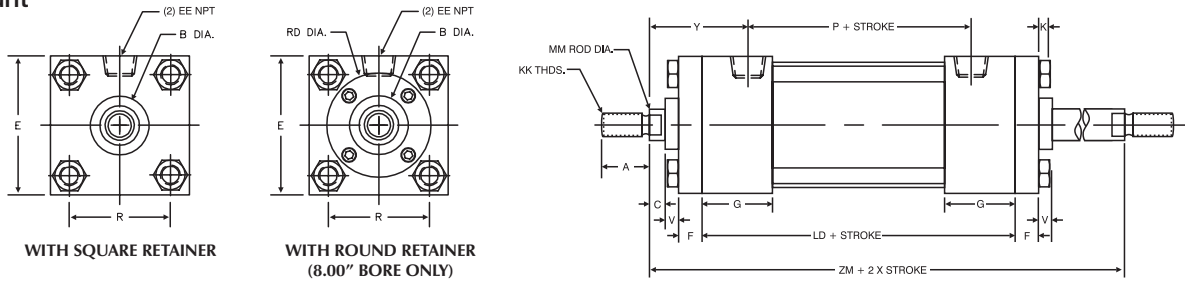 (2) EE NPT
B DIA.
E
R
WITH SQUARE RETAINER
(2) EE NPT
RD DIA.
B DIA.
E
R
WITH ROUND RETAINER
(8.00" BORE ONLY)
Y
P + STROKE
K
MM ROD DIA.
KK THDS.
A
C
V
G
G
V
F
LD + STROKE
F
ZM + 2 X STROKE